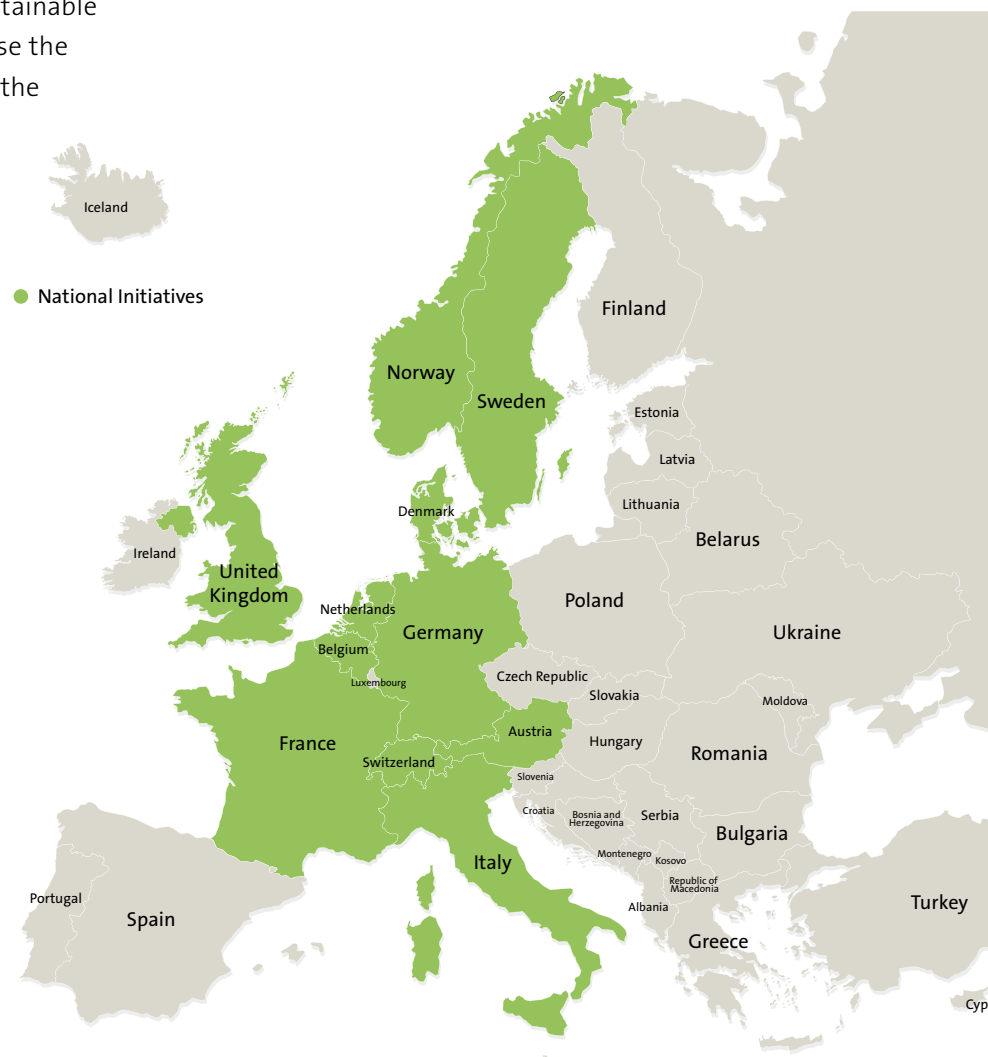 tainable
se the
the
Iceland
National Initiatives
Finland
Norway
Sweden
Estonia
Latvia
Lithuania
Denmark
Belarus
Ireland
United
Kingdom
Netherlands
Poland
Germany
Ukraine
Belgium
Luxembourg
Czech Republic
Slovakia
Moldova
Austria
France
Hungary
Switzerland
Romania
Slovenia
Croatia
Bosnia and
Herzegovina
Serbia
Bulgaria
Montenegro
Kosovo
Italy
Republic of
Macedonia
Portugal
Albania
Turkey
Spain
Greece
Cyp